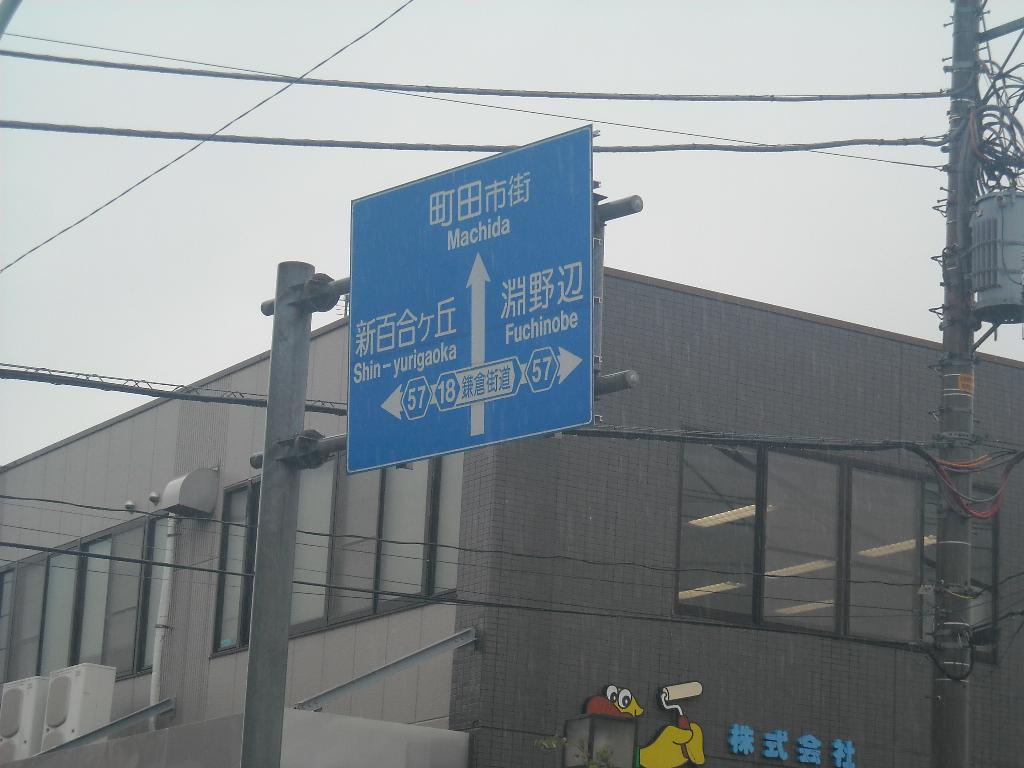 町田市街
Machida
新百合ヶ丘
Shin-yurigaoka
淵野辺
Fuchinobe
57 18 鎌倉街道 57
株式会社